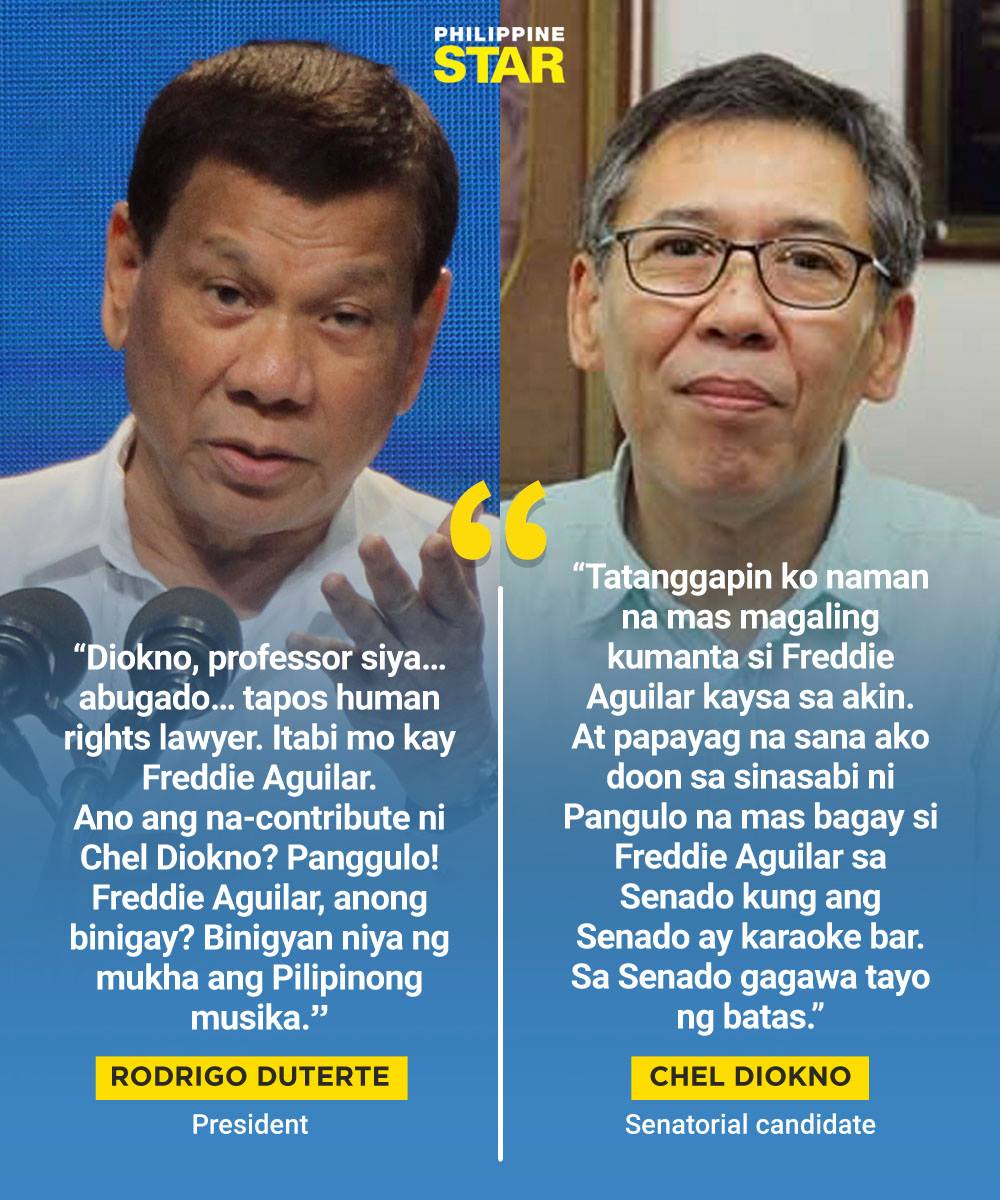 PHILIPPINE
STAR
“Diokno, professor siya...
abugado... tapos human
rights lawyer. Itabi mo kay
Freddie Aguilar.
Ano ang na-contribute ni
Chel Diokno? Panggulo!
Freddie Aguilar, anong
binigay? Binigyan niya ng
mukha ang Pilipinong
musika.”
RODRIGO DUTERTE
President
“
“Tatanggapin ko naman
na mas magaling
kumanta si Freddie
Aguilar kaysa sa akin.
At papayag na sana ako
doon sa sinasabi ni
Pangulo na mas bagay si
Freddie Aguilar sa
Senado kung ang
Senado ay karaoke bar.
Sa Senado gagawa tayo
ng batas.”
CHEL DIOKNO
Senatorial candidate